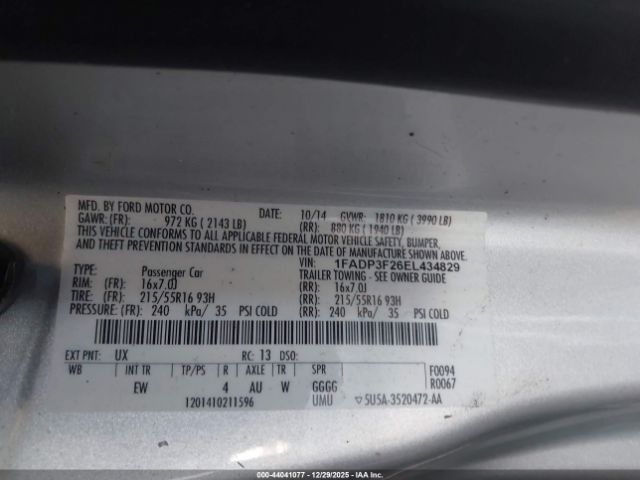 MFD. BY FORD MOTOR CO. DATE: 10/14 GVWR: 1810 KG ( 3990 LB)
GAWR: (FR): 972 KG ( 2143 LB) (RR): 880 KG ( 1940 LB)
THIS VEHICLE CONFORMS TO ALL APPLICABLE FEDERAL MOTOR VEHICLE SAFETY, BUMPER,
AND THEFT PREVENTION STANDARDS IN EFFECT ON THE DATE OF MANUFACTURE SHOWN ABOVE.
VIN: 1FADP3F26EL434829
TYPE: Passenger Car TRAILER TOWING - SEE OWNER GUIDE
RIM: (FR): 16x7.0J (RR): 16x7.0J
TIRE: (FR): 215/55R16 93H (RR): 215/55R16 93H
PRESSURE: (FR): 240 kPa/ 35 PSI COLD (RR): 240 kPa/ 35 PSI COLD
EXT PNT: UX RC: 13 DSO:
WB INT TR TP/PS R AXLE TR SPR F0094
EW 4 AU W GGGG R0067
1201410211596 UMU ▽5U5A-3520472-AA
000-44041077 - 12/29/2025 - IAAI.COM